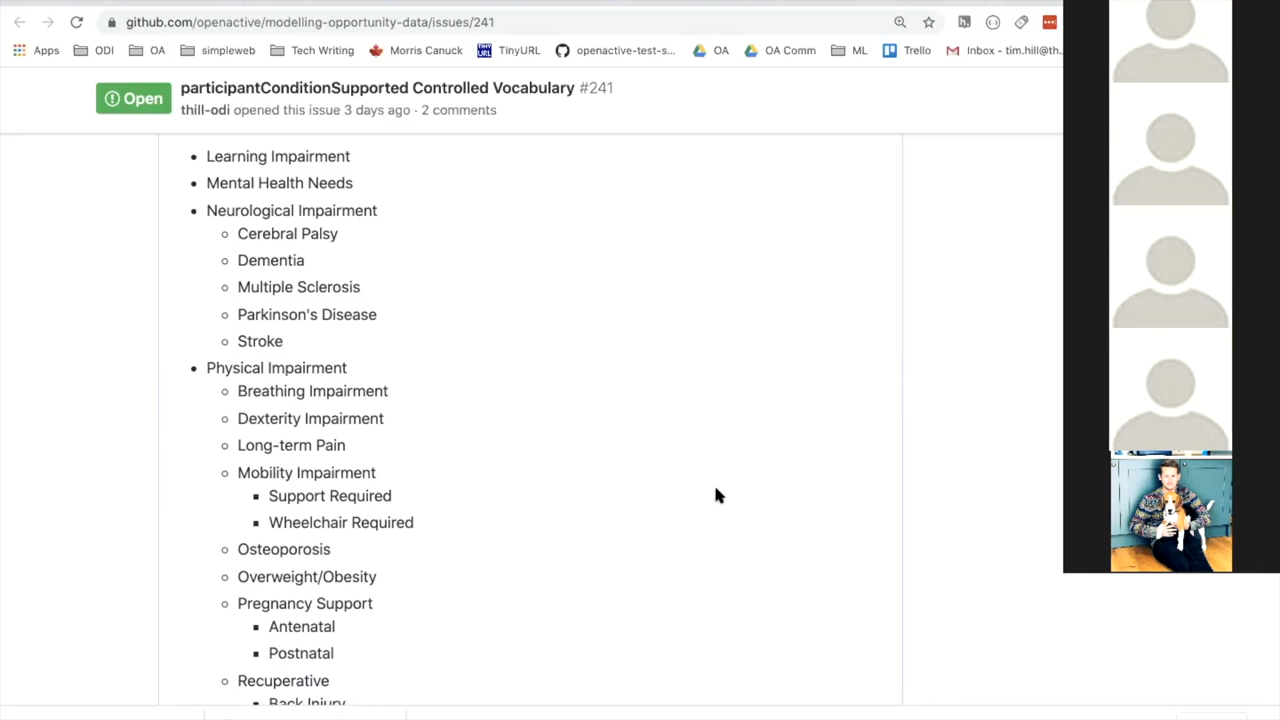 github.com/openactive/modelling-opportunity-data/issues/241
Apps ODI OA simpleweb Tech Writing Morris Canuck TINY URL TinyURL openactive-test-s... OA OA Comm ML Trello Inbox - tim.hill@th...
Open
participantConditionSupported Controlled Vocabulary #241
thill-odi opened this issue 3 days ago · 2 comments
Learning Impairment
Mental Health Needs
Neurological Impairment
Cerebral Palsy
Dementia
Multiple Sclerosis
Parkinson's Disease
Stroke
Physical Impairment
Breathing Impairment
Dexterity Impairment
Long-term Pain
Mobility Impairment
Support Required
Wheelchair Required
Osteoporosis
Overweight/Obesity
Pregnancy Support
Antenatal
Postnatal
Recuperative
Back Injury